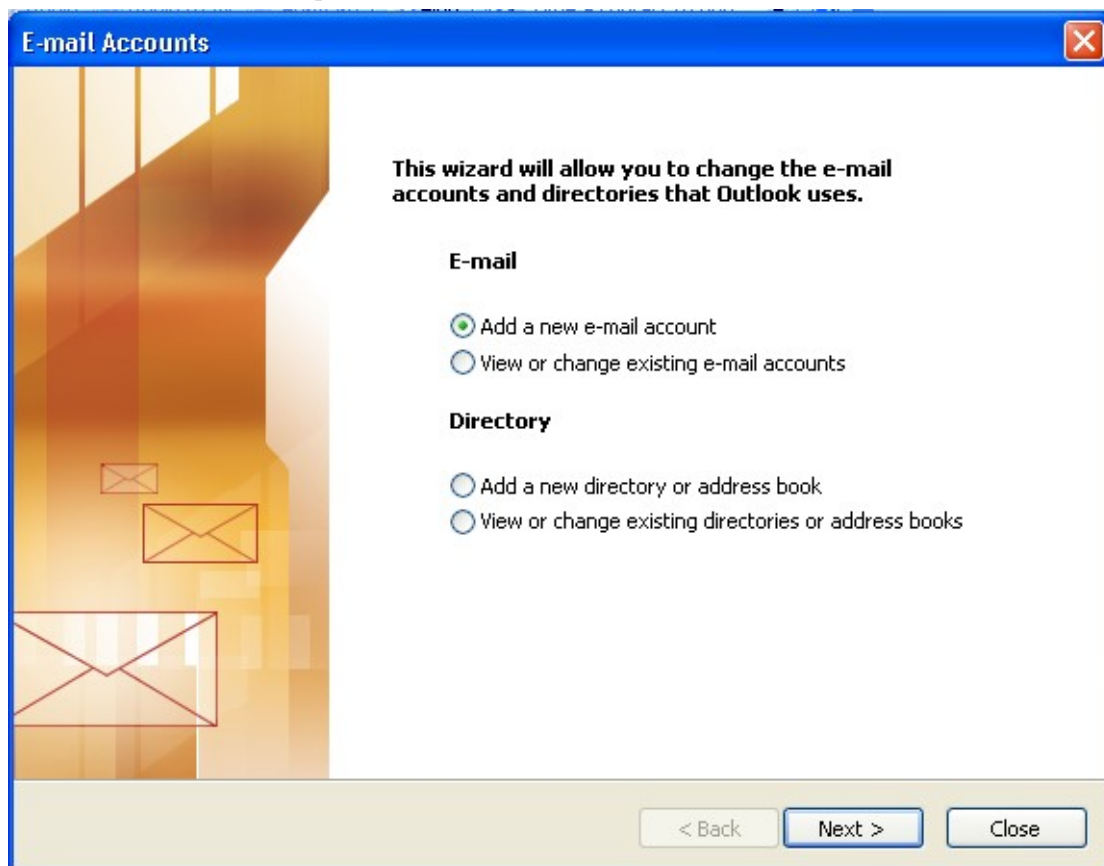 E-mail Accounts
This wizard will allow you to change the e-mail
accounts and directories that Outlook uses.
E-mail
Add a new e-mail account
View or change existing e-mail accounts
Directory
Add a new directory or address book
View or change existing directories or address books
< Back Next > Close